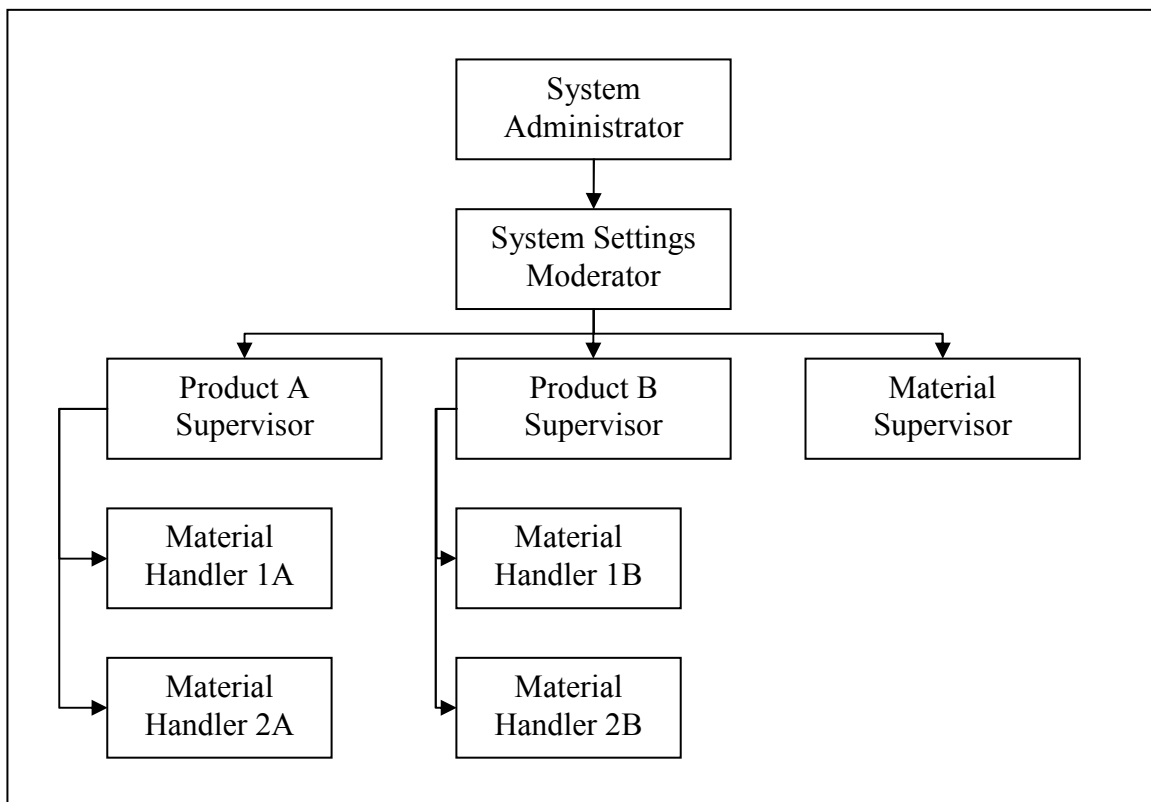 System
Administrator
System Settings
Moderator
Product A
Supervisor
Product B
Supervisor
Material
Supervisor
Material
Handler 1A
Material
Handler 1B
Material
Handler 2A
Material
Handler 2B